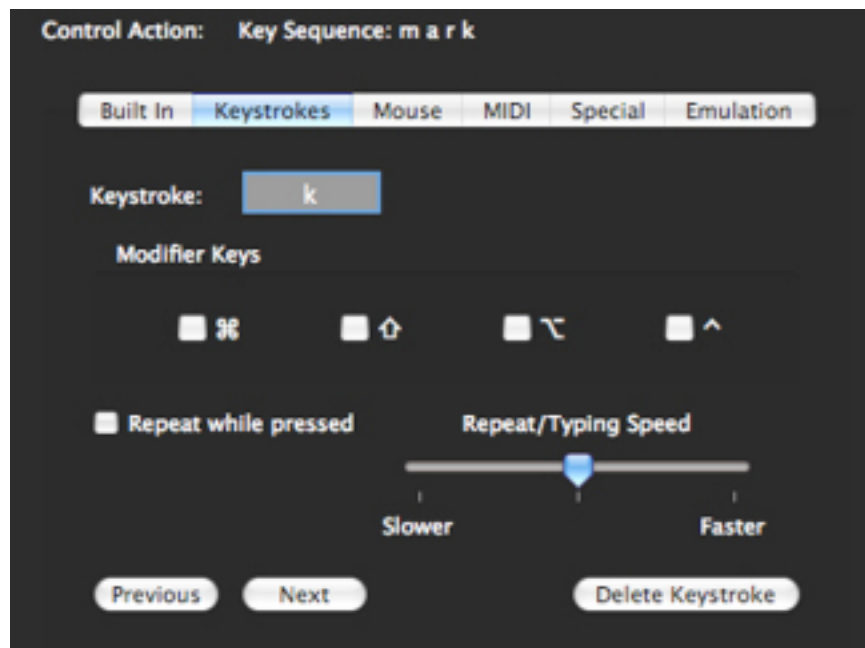 Control Action: Key Sequence: m a r k
Built In Keystrokes Mouse MIDI Special Emulation
Keystroke: k
Modifier Keys
⌘ ⇧ ⌥ ^
Repeat while pressed Repeat/Typing Speed
Slower Faster
Previous Next Delete Keystroke